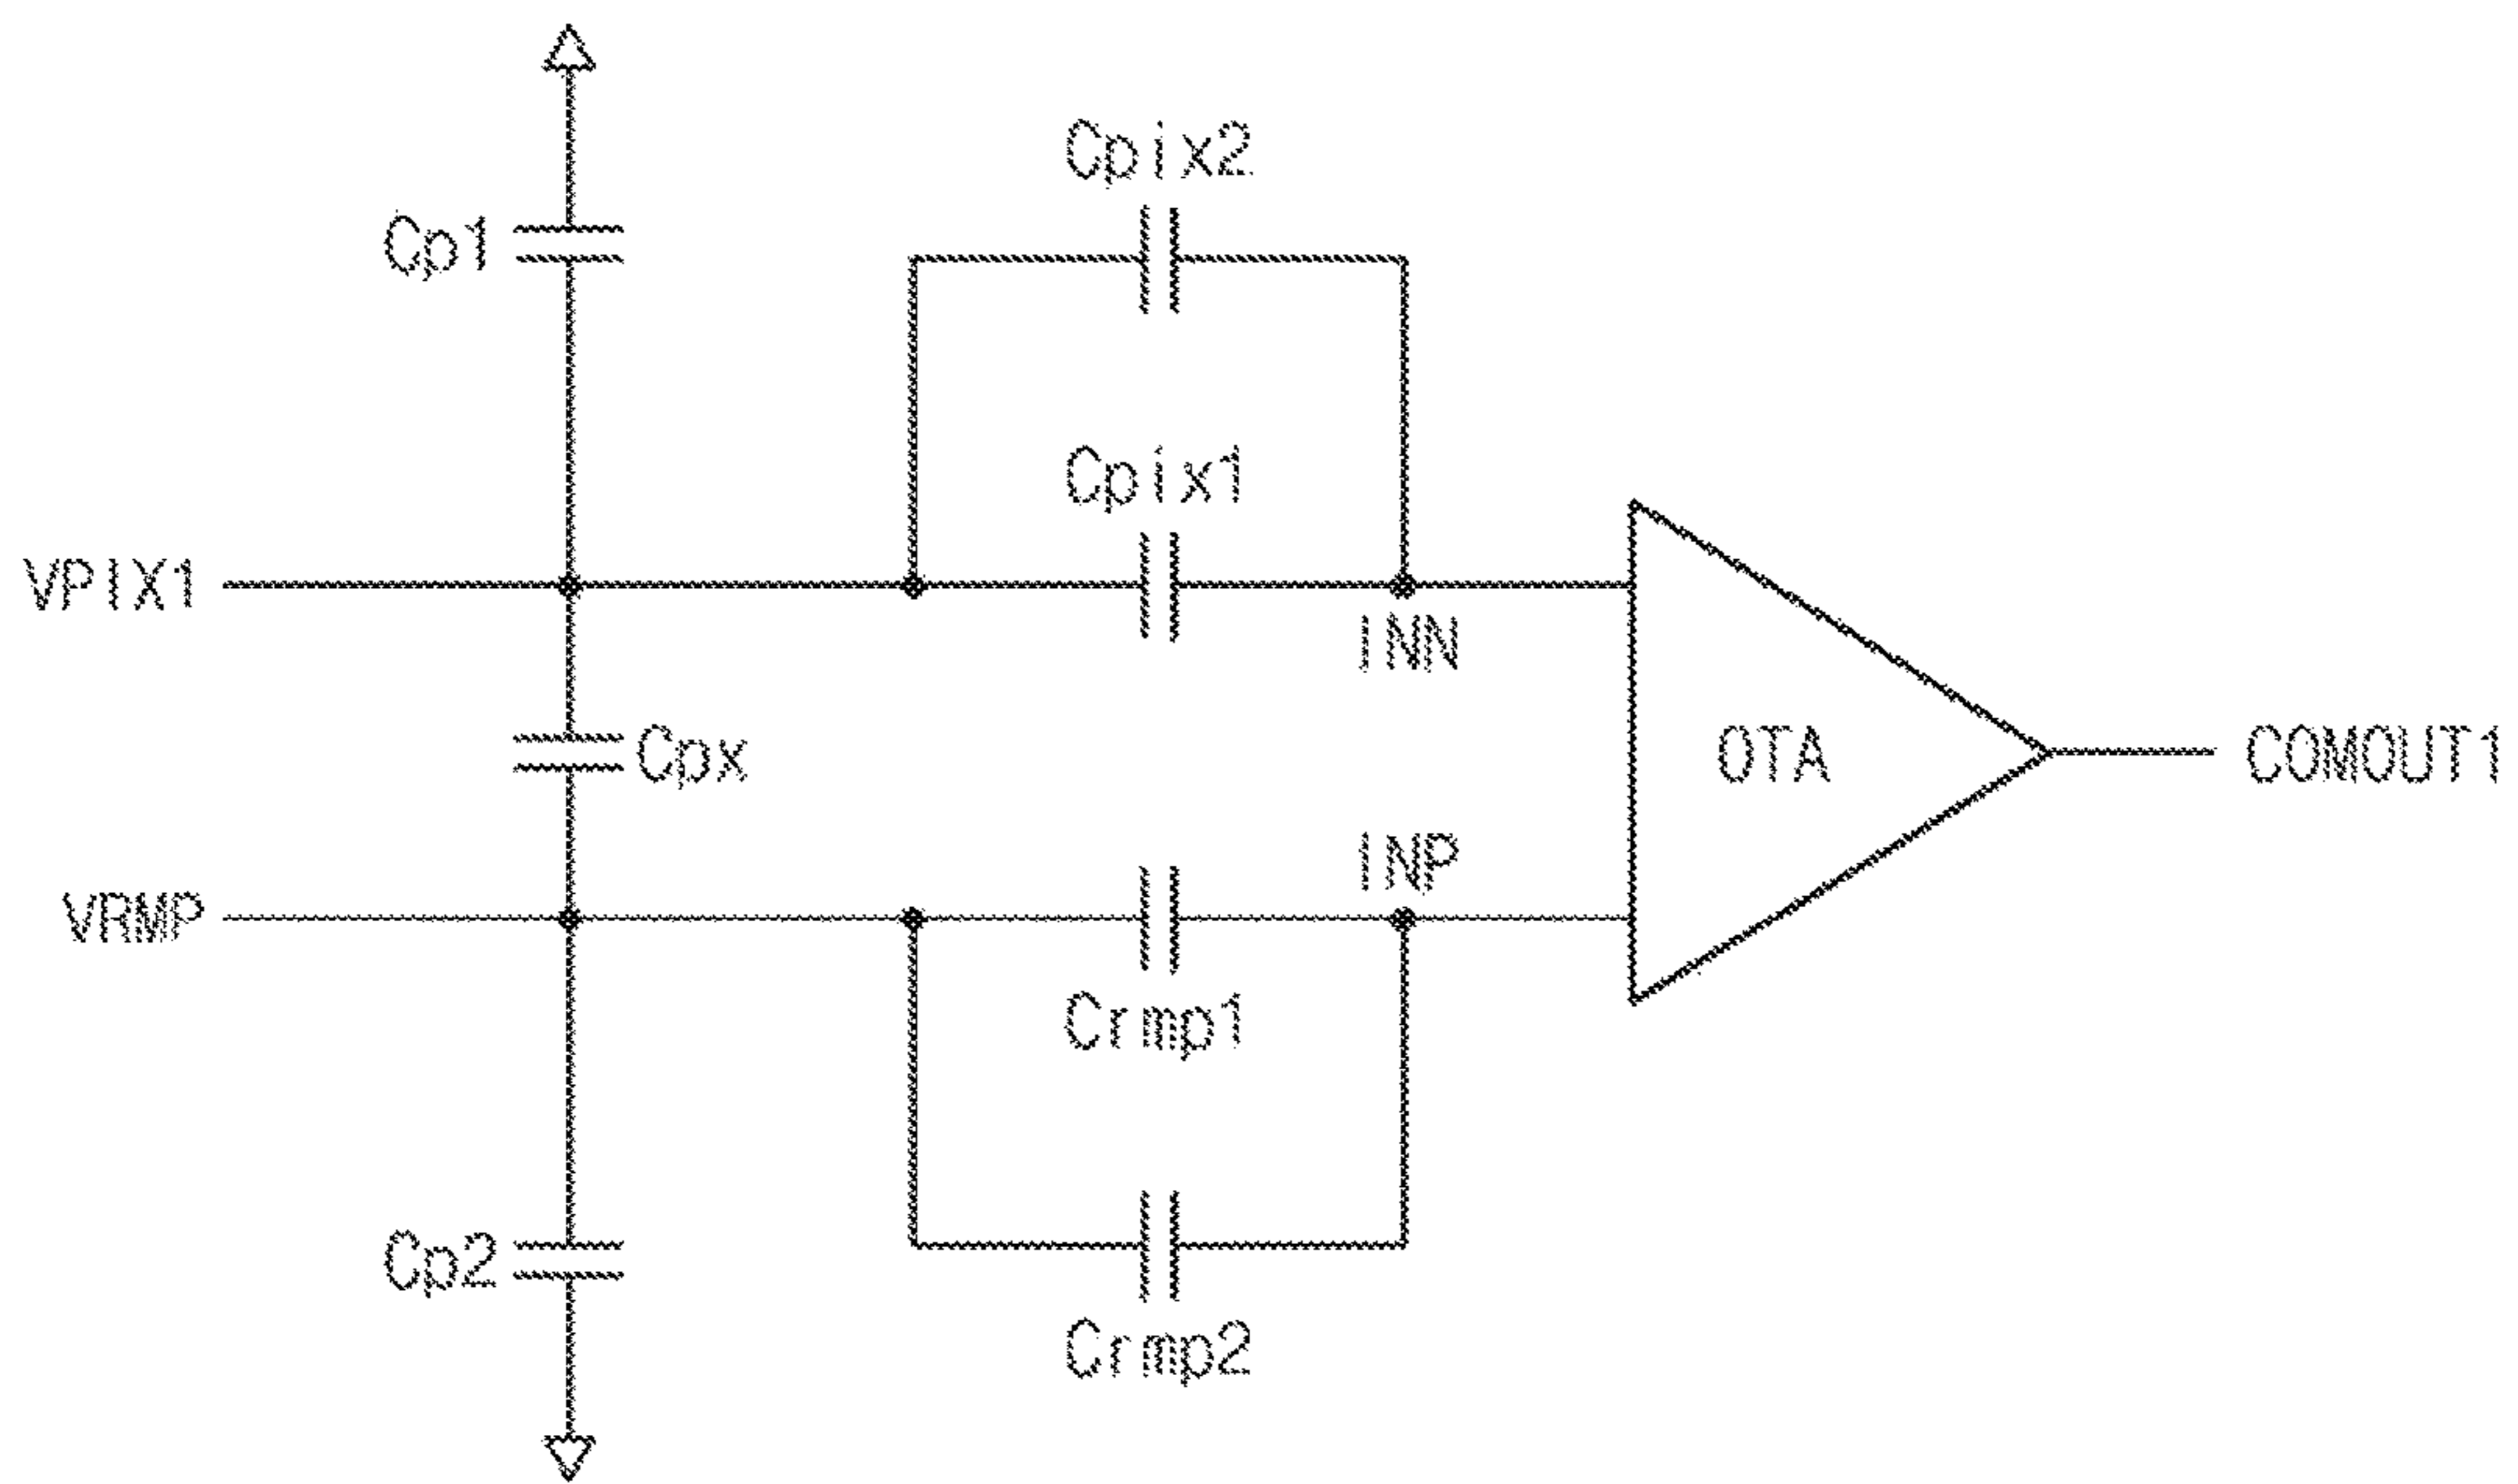 Cpix2
Cp1
Cpix1
VPIX1
INN
Cpx
OTA
COMOUT1
INP
VRMP
Crmp1
Cp2
Crmp2